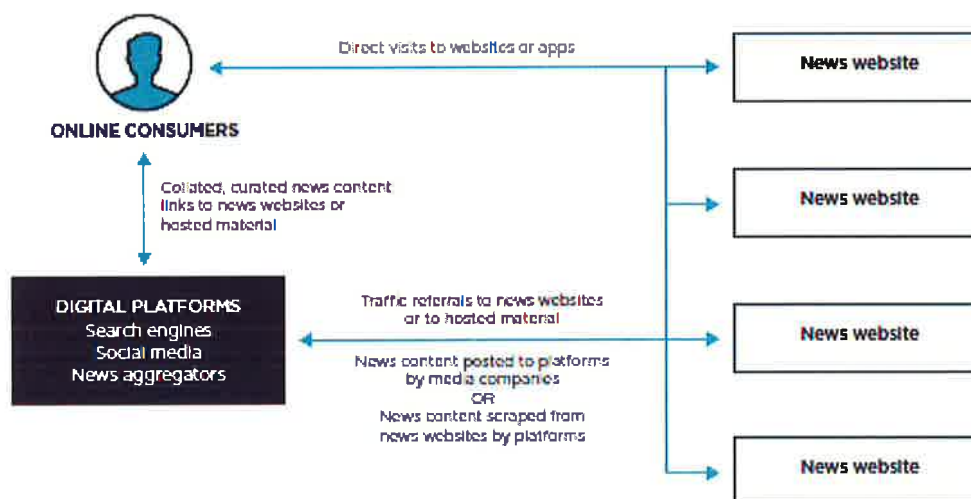 Direct visits to websites or apps
News website
ONLINE CONSUMERS
Collated, curated news content
links to news websites or
hosted material
News website
DIGITAL PLATFORMS
Search engines
Social media
News aggregators
Traffic referrals to news websites
or to hosted material
News website
News content posted to platforms
by media companies
OR
News content scraped from
news websites by platforms
News website